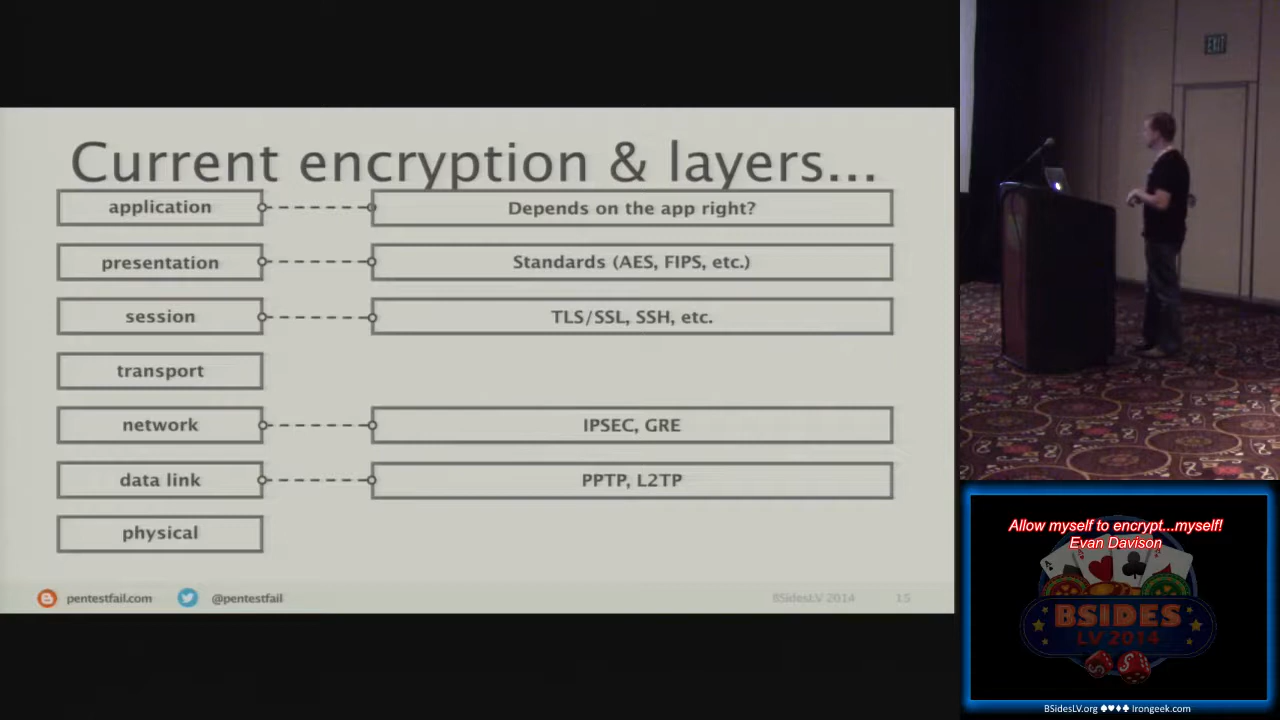 Current encryption & layers...
application
Depends on the app right?
presentation
Standards (AES, FIPS, etc.)
session
TLS/SSL, SSH, etc.
transport
network
IPSEC, GRE
data link
PPTP, L2TP
physical
pentestfail.com
@pentestfail
BSidesLV 2014
15
EXIT
Allow myself to encrypt...myself!
Evan Davison
BSIDES
LV 2014
BSidesLV.org ♠♥♦♣ Irongeek.com